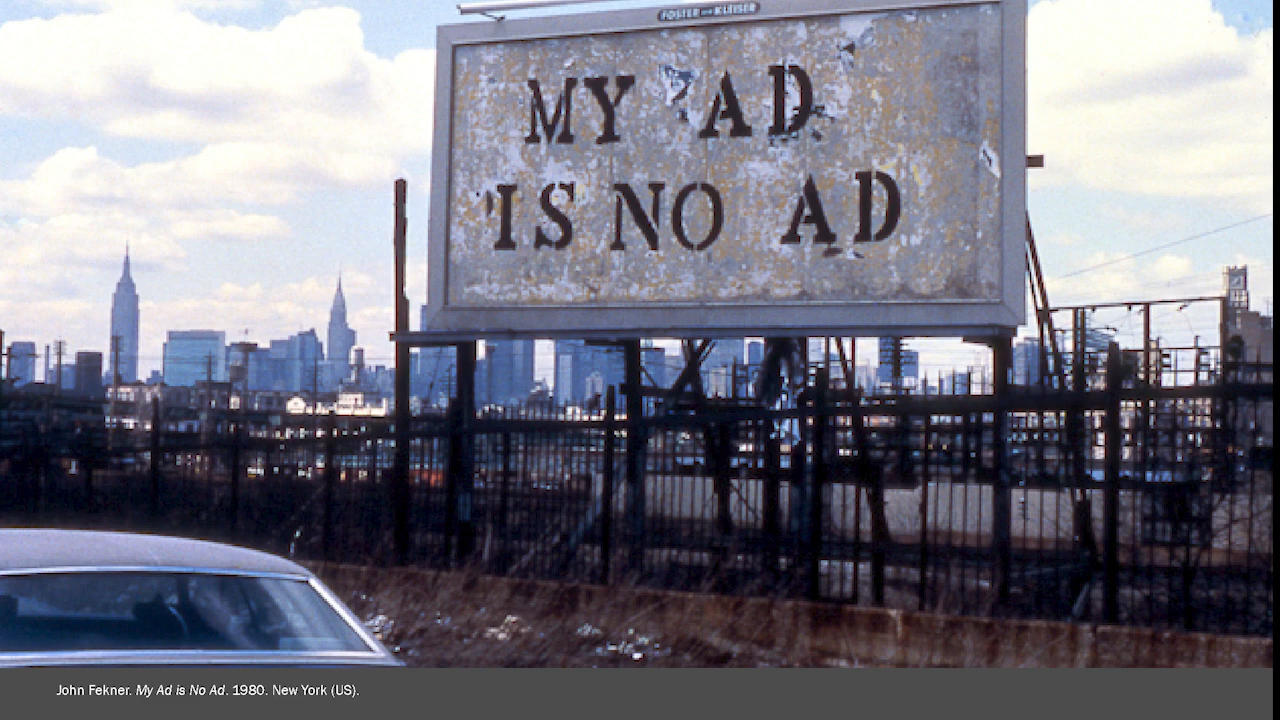 FOSTER AND KLEISER
MY AD
IS NO AD
John Fekner. My Ad is No Ad. 1980. New York (US).